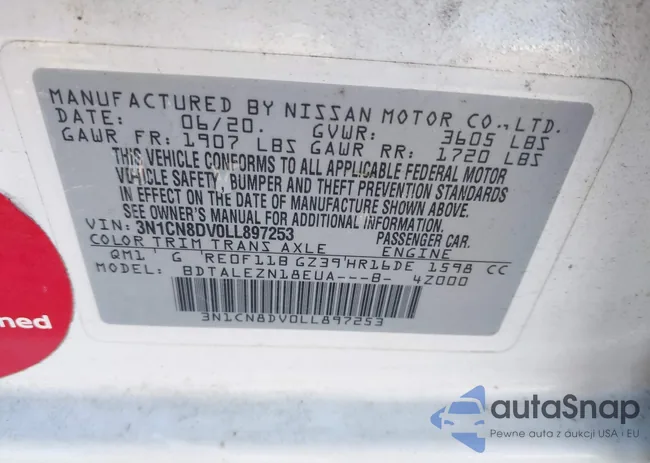 MANUFACTURED BY NISSAN MOTOR CO., LTD.
DATE: 06/20. GVWR: 3605 LBS
GAWR FR: 1907 LBS GAWR RR: 1720 LBS
THIS VEHICLE CONFORMS TO ALL APPLICABLE FEDERAL MOTOR
VEHICLE SAFETY, BUMPER AND THEFT PREVENTION STANDARDS
IN EFFECT ON THE DATE OF MANUFACTURE SHOWN ABOVE.
SEE OWNER'S MANUAL FOR ADDITIONAL INFORMATION.
VIN: 3N1CN8DV0LL897253 PASSENGER CAR.
COLOR TRIM TRANS AXLE ENGINE
QM1 G RE0F11B GZ39 HR16DE 1598 CC
MODEL: BDTALEZN18EUA---B- 4Z000
3N1CN8DV0LL897253
ned
autaSnap
Pewne auta z aukcji USA i EU